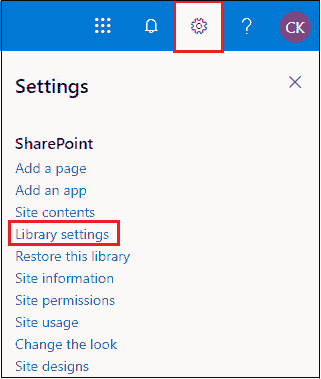 ?
CK
Settings
SharePoint
Add a page
Add an app
Site contents
Library settings
Restore this library
Site information
Site permissions
Site usage
Change the look
Site designs